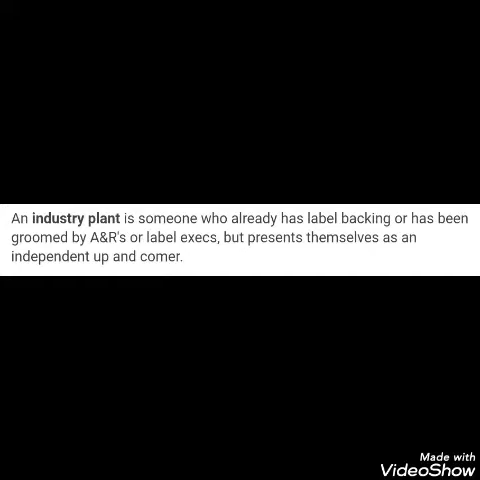 An industry plant is someone who already has label backing or has been
groomed by A&R's or label execs, but presents themselves as an
independent up and comer.
Made with
VideoShow